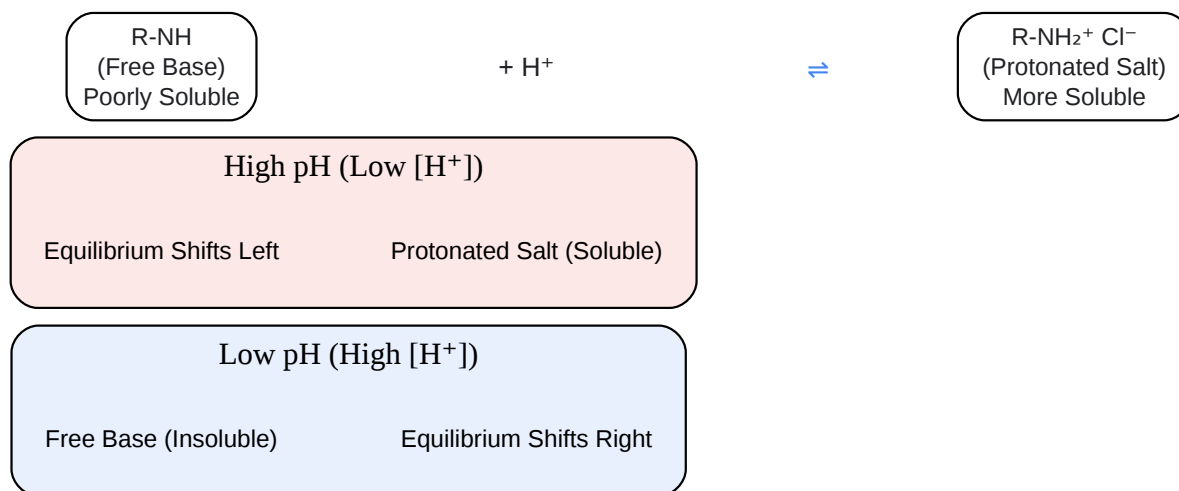 R-NH
(Free Base)
Poorly Soluble
+ H⁺
⇌
R-NH₂⁺ Cl⁻
(Protonated Salt)
More Soluble
High pH (Low [H⁺])
Equilibrium Shifts Left
Protonated Salt (Soluble)
Low pH (High [H⁺])
Free Base (Insoluble)
Equilibrium Shifts Right